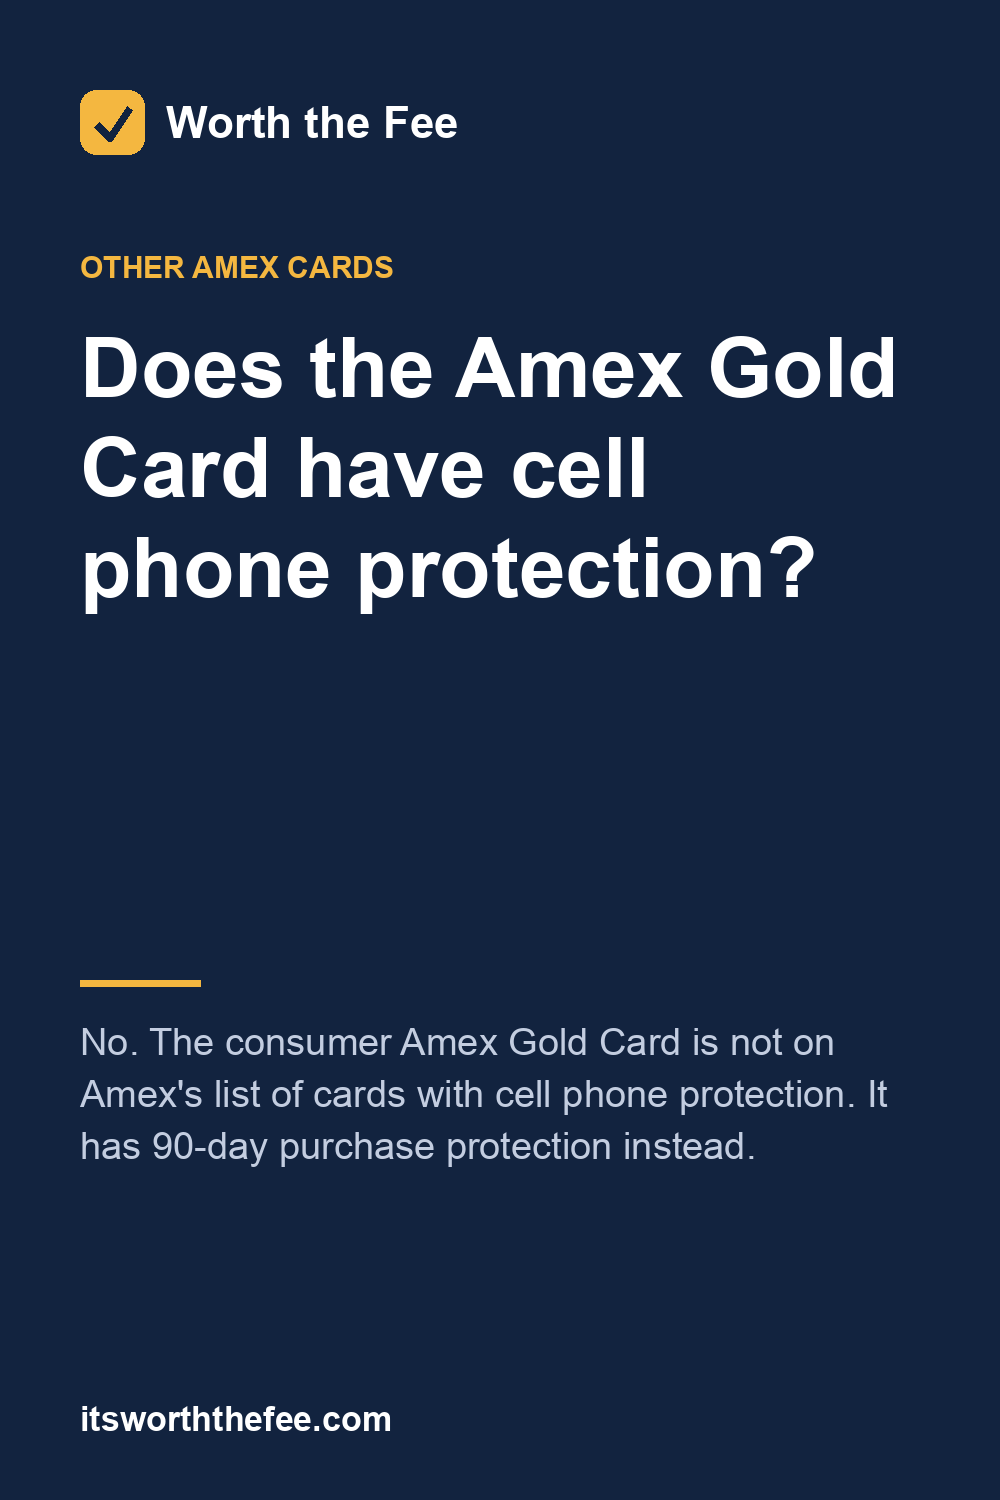 Worth the Fee
OTHER AMEX CARDS
Does the Amex Gold
Card have cell
phone protection?
No. The consumer Amex Gold Card is not on
Amex's list of cards with cell phone protection. It
has 90-day purchase protection instead.
itsworththefee.com